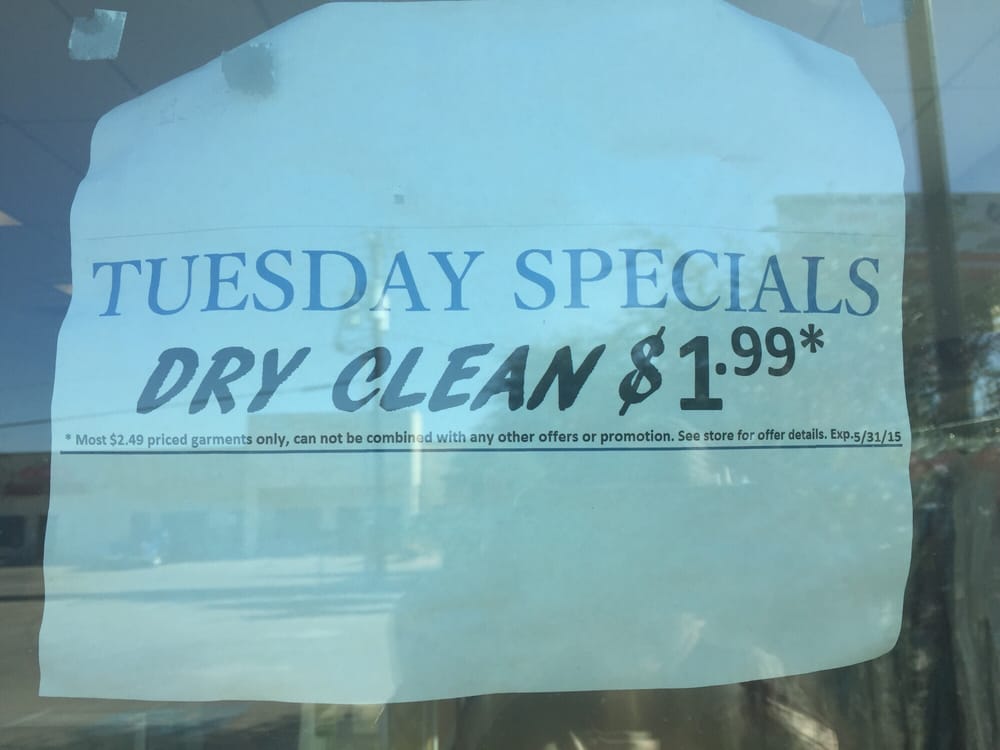 TUESDAY SPECIALS
DRY CLEAN $1.99*
* Most $2.49 priced garments only, can not be combined with any other offers or promotion. See store for offer details. Exp.5/31/15